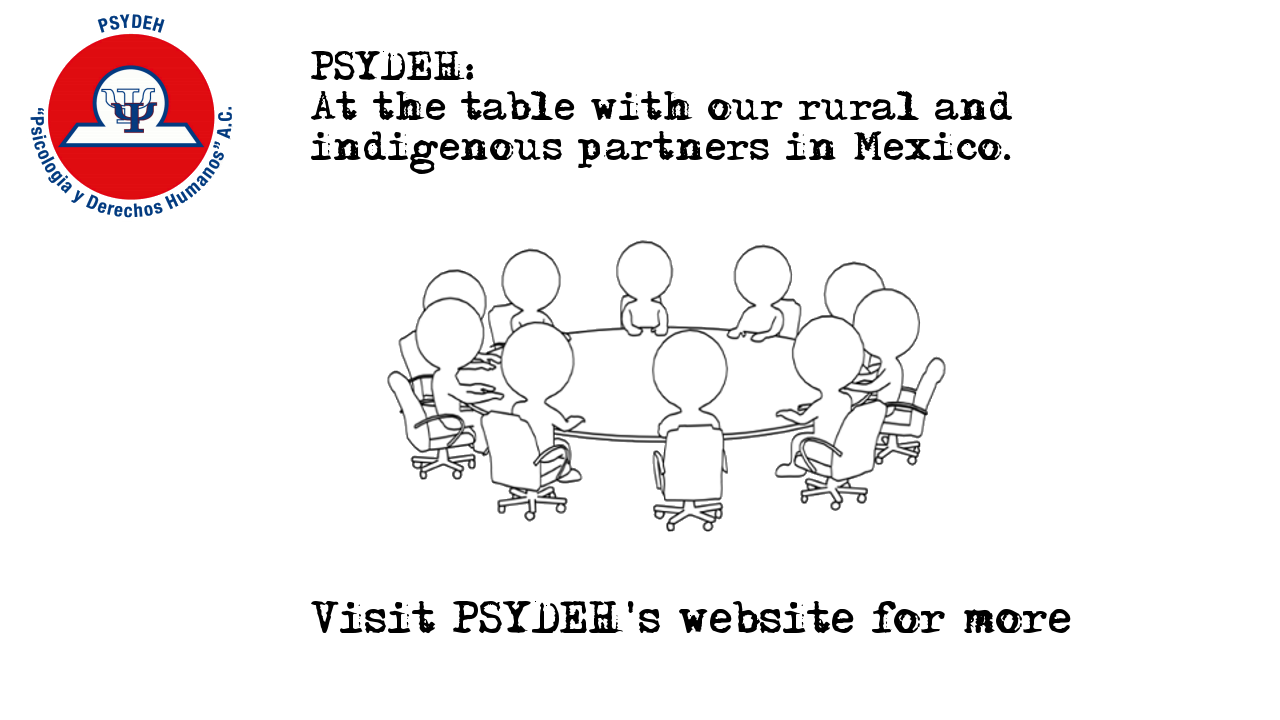 PSYDEH
"Psicología y Derechos Humanos" A.C.
PSYDEH:
At the table with our rural and
indigenous partners in Mexico.
Visit PSYDEH's website for more